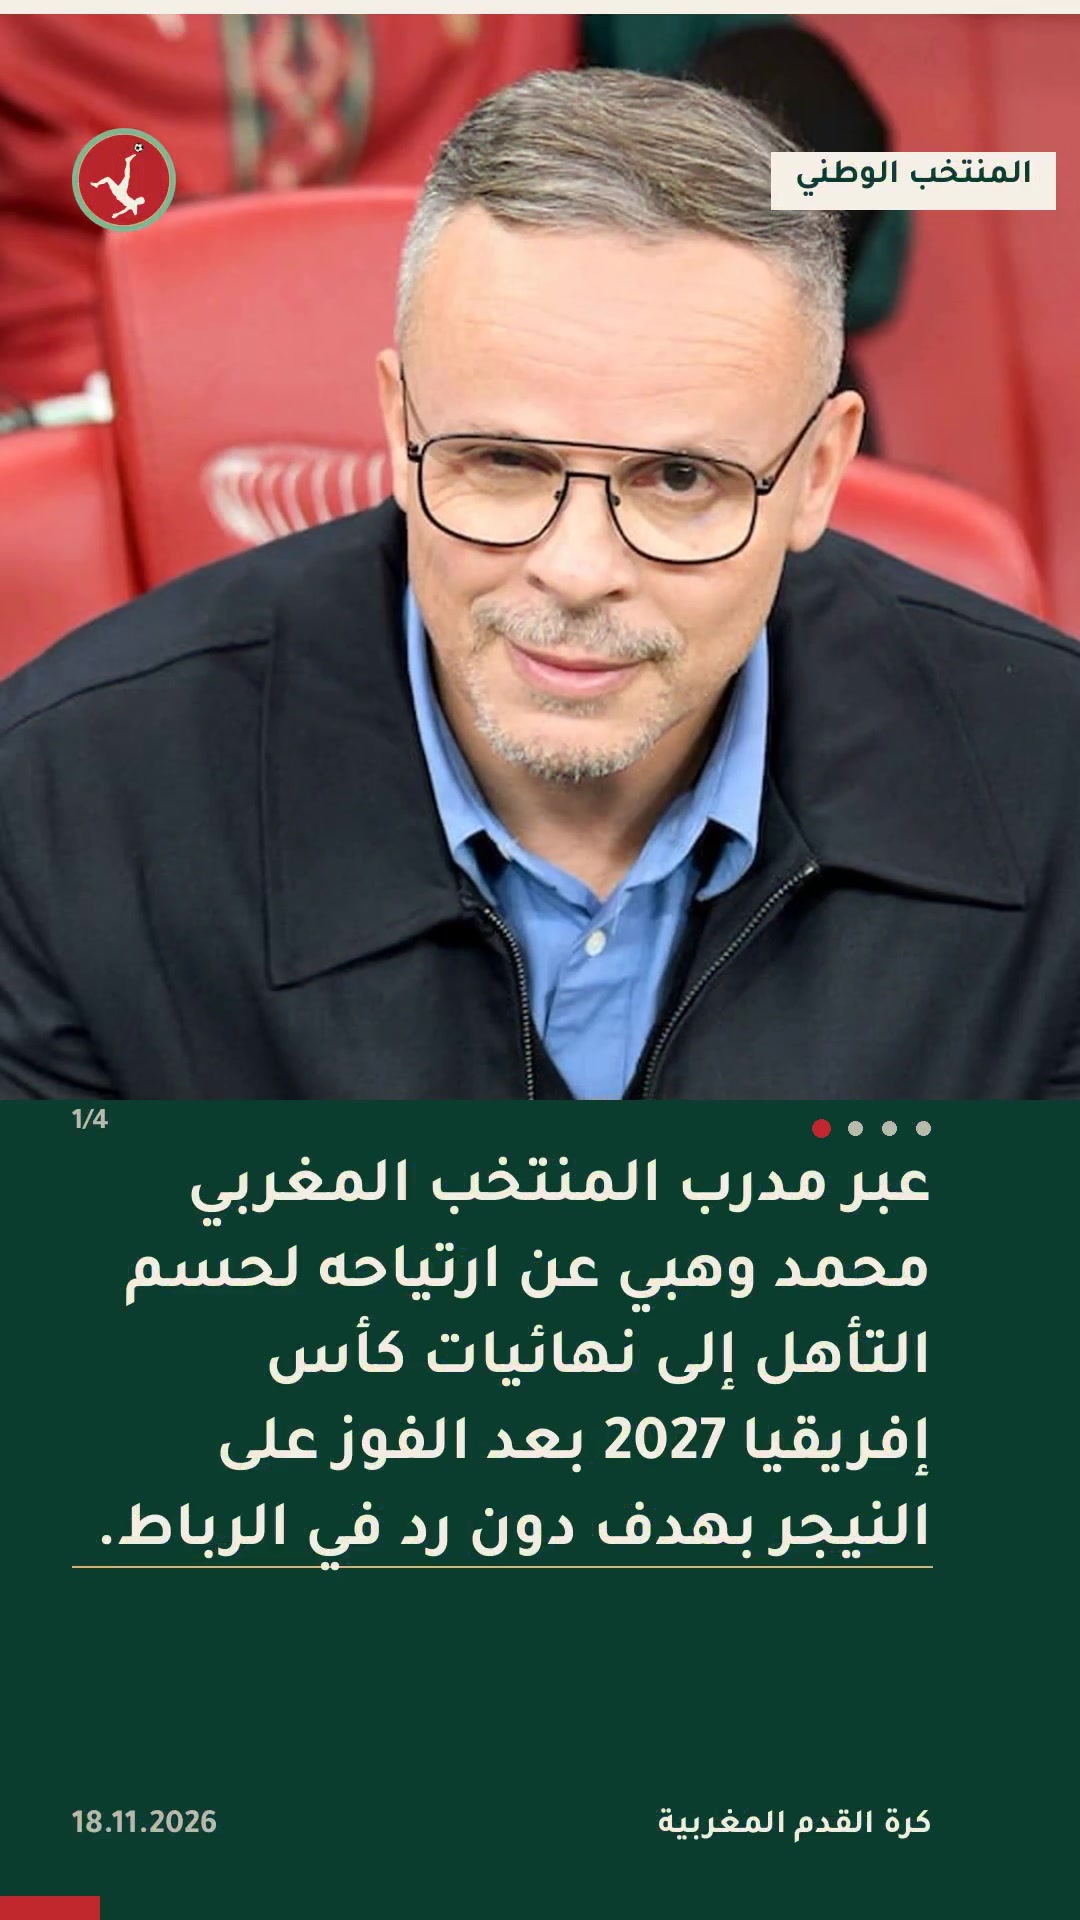 المنتخب الوطني
1/4
عبر مدرب المنتخب المغربي
محمد وهبي عن ارتياحه لحسم
التأهل إلى نهائيات كأس
إفريقيا 2027 بعد الفوز على
النيجر بهدف دون رد في الرباط.
كرة القدم المغربية
18.11.2026